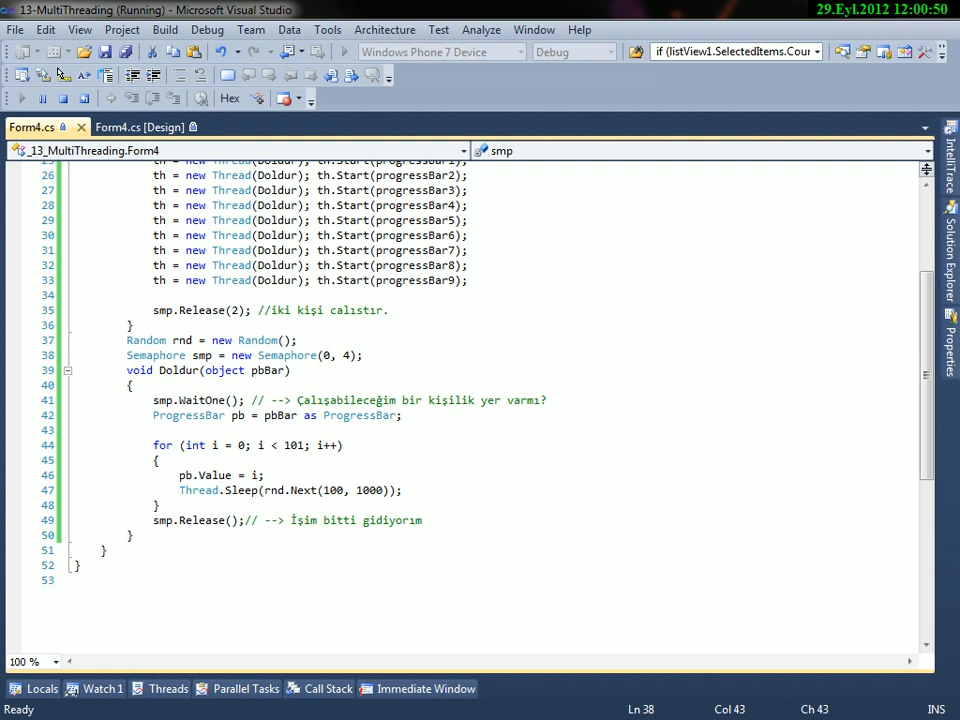 13-MultiThreading (Running) - Microsoft Visual Studio
29.Eyl.2012 12:00:50
File Edit View Project Build Debug Team Data Tools Architecture Test Analyze Window Help
Windows Phone 7 Device Debug if (listView1.SelectedItems.Cour
Hex
Form4.cs Form4.cs [Design]
_13_MultiThreading.Form4 smp
25 th = new Thread(Doldur); th.Start(progressBar1);
26 th = new Thread(Doldur); th.Start(progressBar2);
27 th = new Thread(Doldur); th.Start(progressBar3);
28 th = new Thread(Doldur); th.Start(progressBar4);
29 th = new Thread(Doldur); th.Start(progressBar5);
30 th = new Thread(Doldur); th.Start(progressBar6);
31 th = new Thread(Doldur); th.Start(progressBar7);
32 th = new Thread(Doldur); th.Start(progressBar8);
33 th = new Thread(Doldur); th.Start(progressBar9);
34
35 smp.Release(2); //iki kişi calıstır.
36 }
37 Random rnd = new Random();
38 Semaphore smp = new Semaphore(0, 4);
39 void Doldur(object pbBar)
40 {
41 smp.WaitOne(); // --> Çalışabileceğim bir kişilik yer varmı?
42 ProgressBar pb = pbBar as ProgressBar;
43
44 for (int i = 0; i < 101; i++)
45 {
46 pb.Value = i;
47 Thread.Sleep(rnd.Next(100, 1000));
48 }
49 smp.Release();// --> İşim bitti gidiyorım
50 }
51 }
52 }
53
IntelliTrace
Solution Explorer
Properties
100 %
Locals Watch 1 Threads Parallel Tasks Call Stack Immediate Window
Ready Ln 38 Col 43 Ch 43 INS